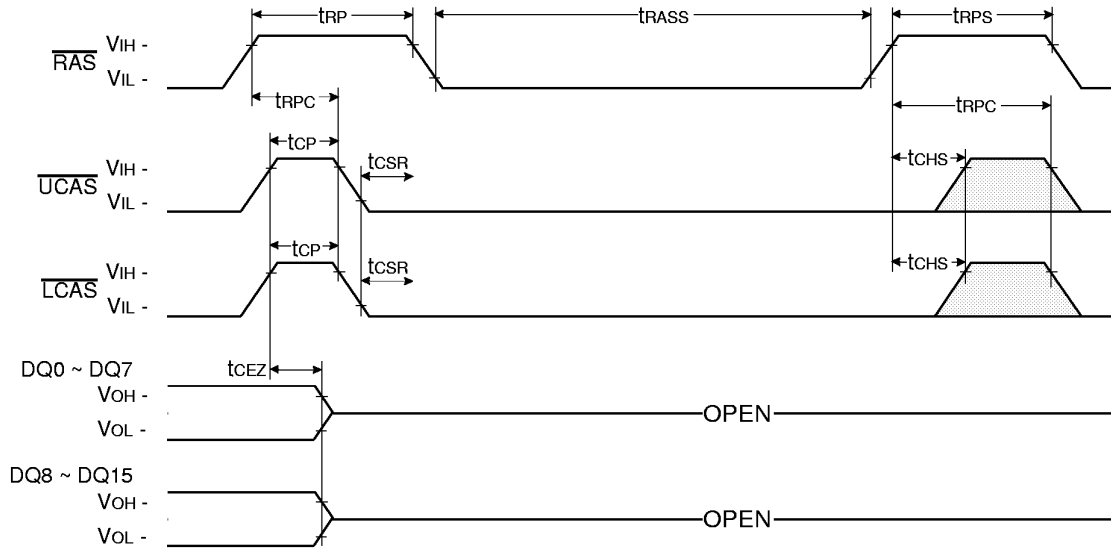 tRP tRASS tRPS
RAS VIH -
VIL -
tRPC tRPC
tCP tCSR tCHS
UCAS VIH -
VIL -
tCP tCSR tCHS
LCAS VIH -
VIL -
tCEZ
DQ0 ~ DQ7
VOH -
OPEN
VOL -
DQ8 ~ DQ15
VOH -
OPEN
VOL -